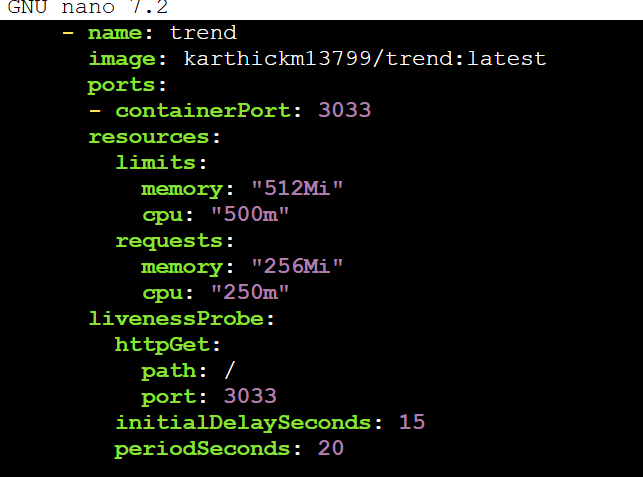 GNU nano 7.2
- name: trend
image: karthickm13799/trend:latest
ports:
- containerPort: 3033
resources:
limits:
memory: "512Mi"
cpu: "500m"
requests:
memory: "256Mi"
cpu: "250m"
livenessProbe:
httpGet:
path: /
port: 3033
initialDelaySeconds: 15
periodSeconds: 20